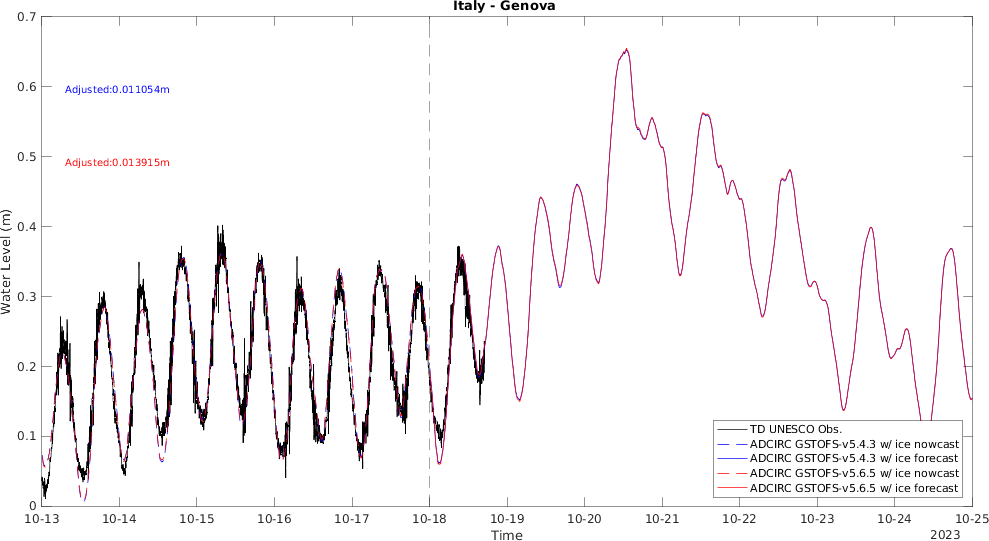 Italy - Genova
0.7
0.6
0.5
0.4
0.3
0.2
0.1
0
Water Level (m)
Adjusted:0.011054m
Adjusted:0.013915m
TD UNESCO Obs.
ADCIRC GSTOFS-v5.4.3 w/ ice nowcast
ADCIRC GSTOFS-v5.4.3 w/ ice forecast
ADCIRC GSTOFS-v5.6.5 w/ ice nowcast
ADCIRC GSTOFS-v5.6.5 w/ ice forecast
10-13 10-14 10-15 10-16 10-17 10-18 10-19 10-20 10-21 10-22 10-23 10-24 10-25
Time
2023